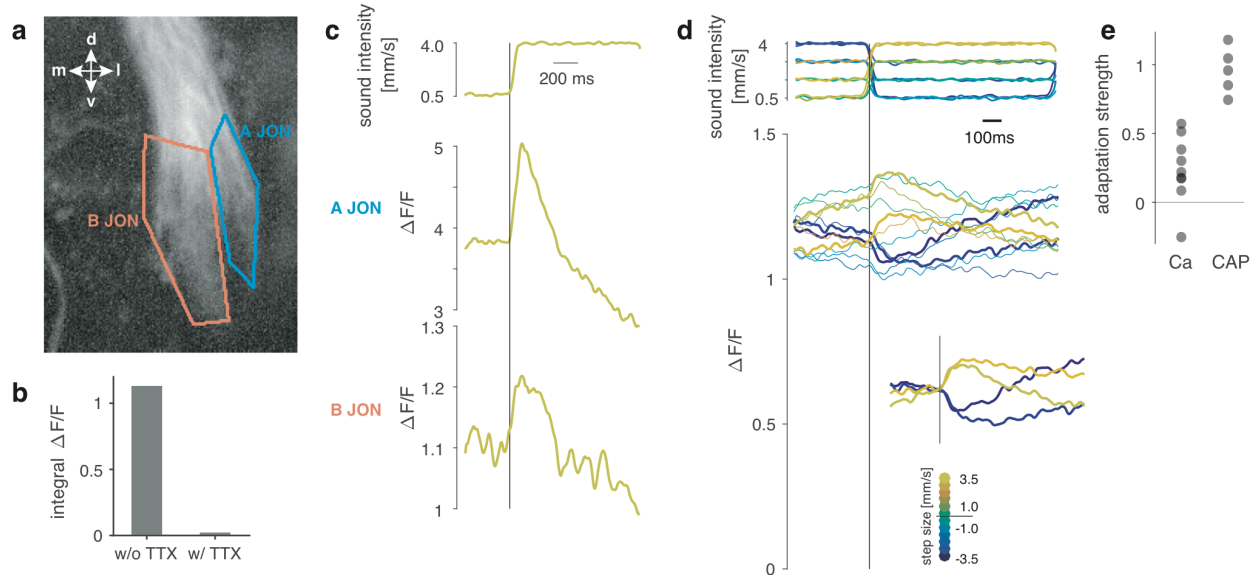 a
d
m
l
v
A JON
B JON
b
integral ΔF/F
1
0.5
0
w/o TTX
w/ TTX
c
sound intensity
[mm/s]
4.0
0.5
200 ms
A JON
ΔF/F
5
4
3
B JON
ΔF/F
1.3
1.2
1.1
1
d
sound intensity
[mm/s]
4
0.5
100ms
ΔF/F
1.5
1
0.5
0
step size [mm/s]
3.5
1.0
-1.0
-3.5
e
adaptation strength
1
0.5
0
Ca
CAP